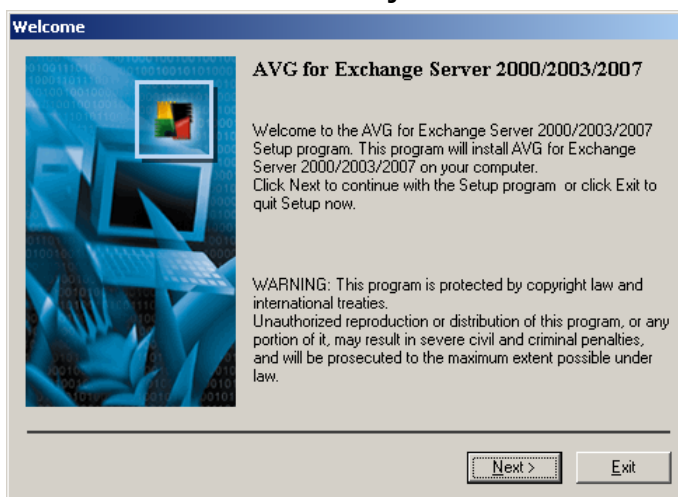 Welcome
AVG for Exchange Server 2000/2003/2007
Welcome to the AVG for Exchange Server 2000/2003/2007
Setup program. This program will install AVG for Exchange
Server 2000/2003/2007 on your computer.
Click Next to continue with the Setup program or click Exit to
quit Setup now.
WARNING: This program is protected by copyright law and
international treaties.
Unauthorized reproduction or distribution of this program, or any
portion of it, may result in severe civil and criminal penalties,
and will be prosecuted to the maximum extent possible under
law.
Next >
Exit